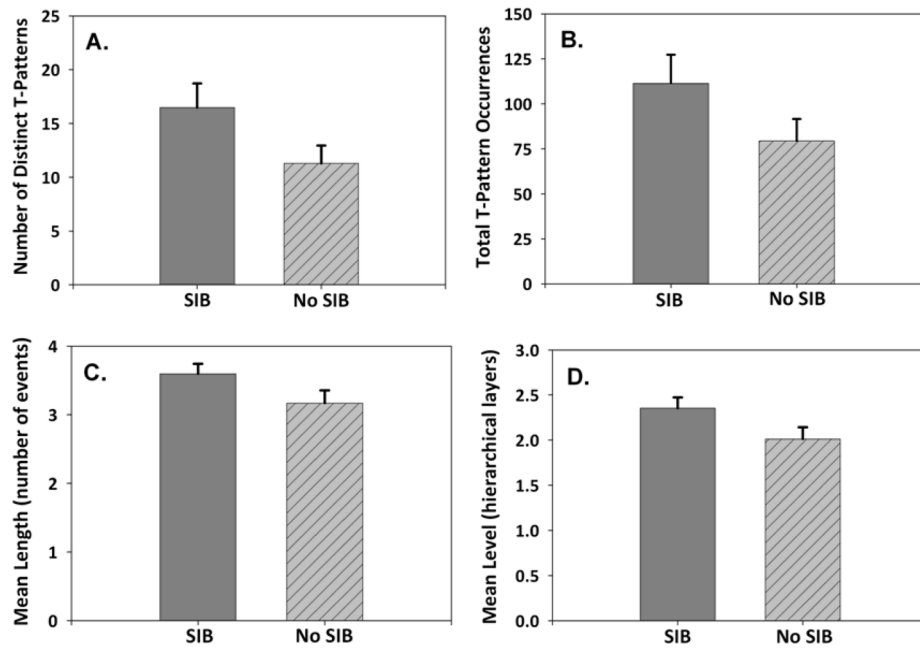 A.
Number of Distinct T-Patterns
25
20
15
10
5
0
SIB
No SIB
B.
Total T-Pattern Occurrences
150
125
100
75
50
25
0
SIB
No SIB
C.
Mean Length (number of events)
4
3
2
1
0
SIB
No SIB
D.
Mean Level (hierarchical layers)
3.0
2.5
2.0
1.5
1.0
0.5
0.0
SIB
No SIB